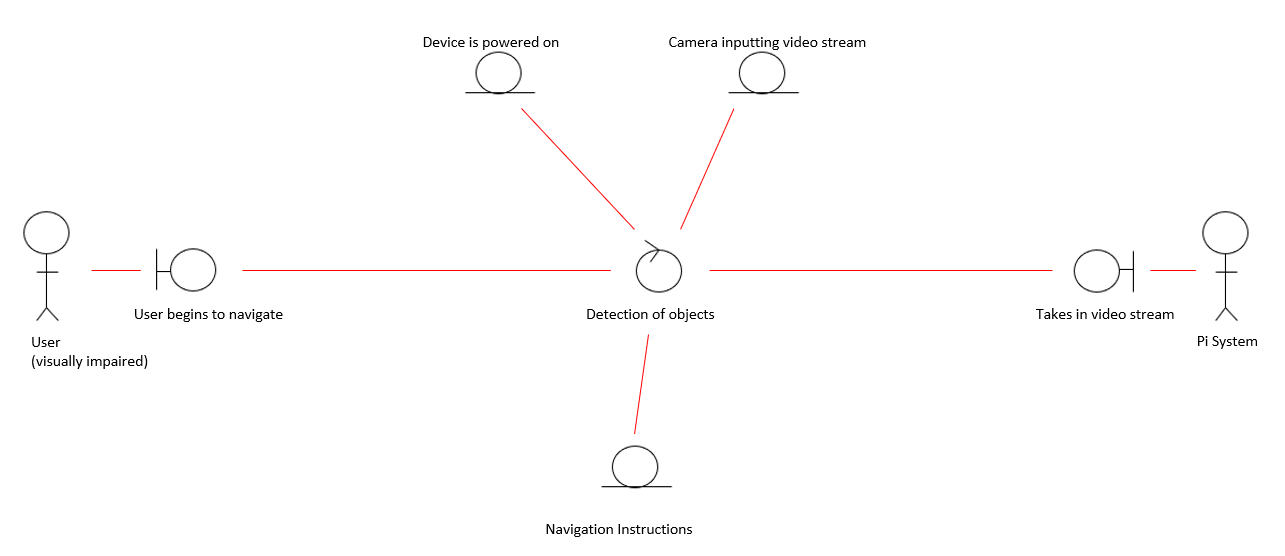 Device is powered on
Camera inputting video stream
User begins to navigate
Detection of objects
Takes in video stream
User
(visually impaired)
Pi System
Navigation Instructions